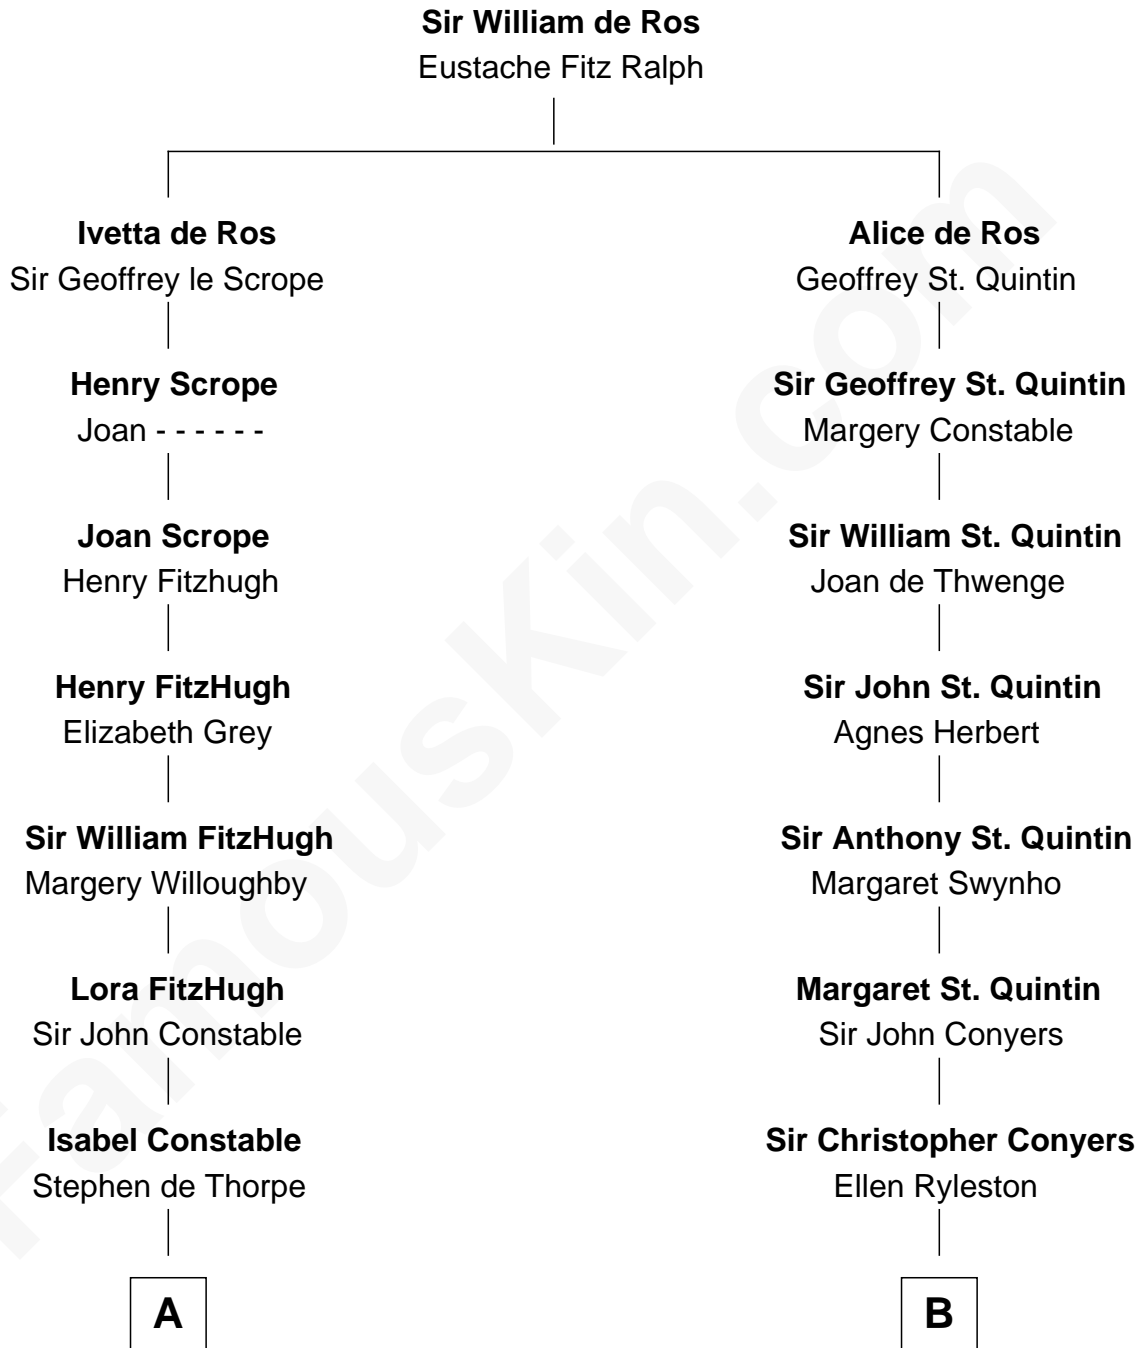 Sir William de Ros
Eustache Fitz Ralph
Ivetta de Ros
Sir Geoffrey le Scrope
Alice de Ros
Geoffrey St. Quintin
Henry Scrope
Joan - - - - - -
Sir Geoffrey St. Quintin
Margery Constable
Joan Scrope
Henry Fitzhugh
Sir William St. Quintin
Joan de Thwenge
Henry FitzHugh
Elizabeth Grey
Sir John St. Quintin
Agnes Herbert
Sir William FitzHugh
Margery Willoughby
Sir Anthony St. Quintin
Margaret Swynho
Lora FitzHugh
Sir John Constable
Margaret St. Quintin
Sir John Conyers
Isabel Constable
Stephen de Thorpe
Sir Christopher Conyers
Ellen Ryleston
A
B
FamousKin.com